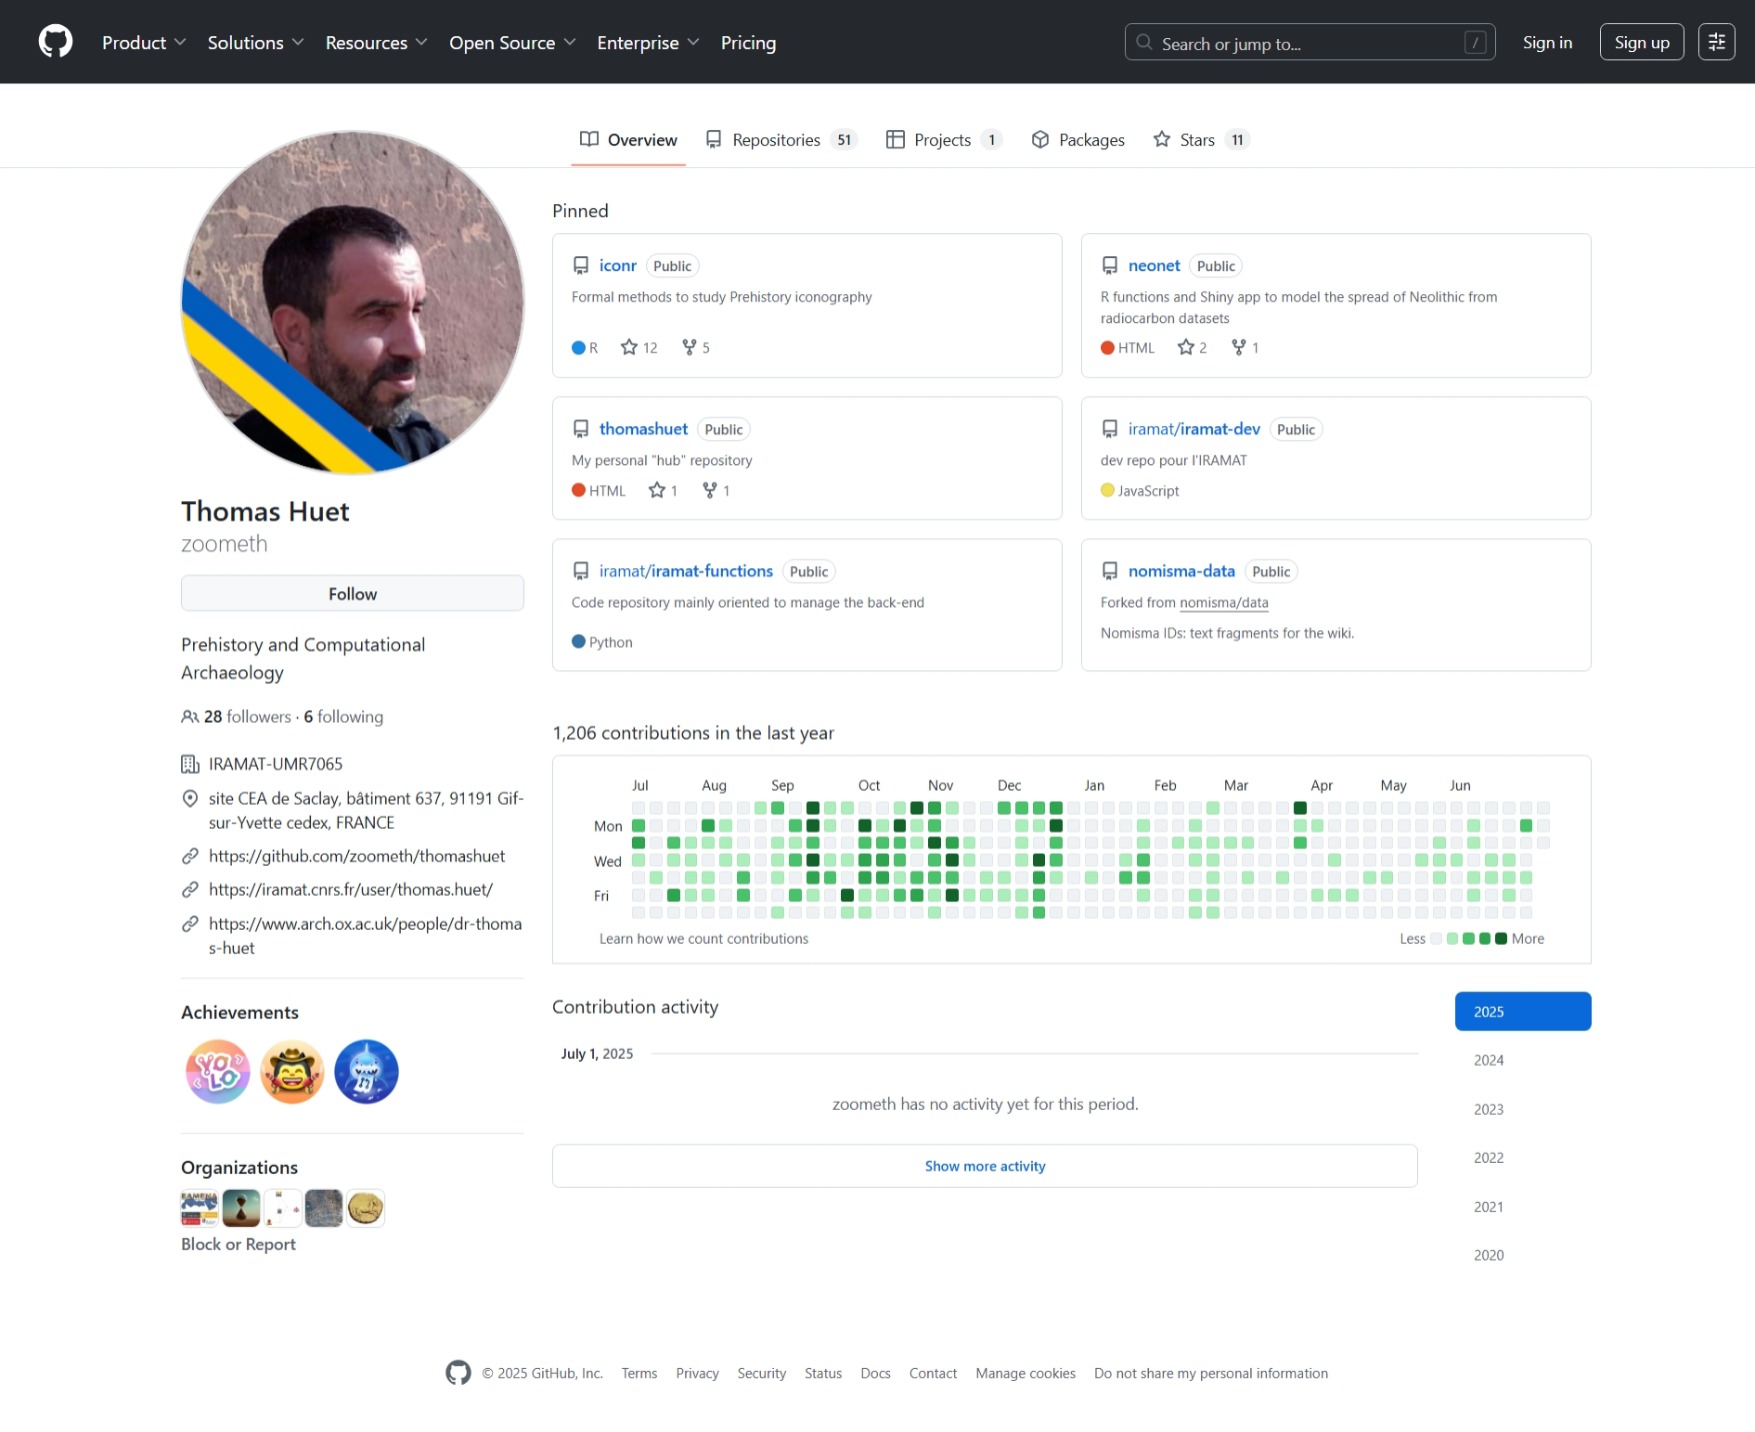 Product
Solutions
Resources
Open Source
Enterprise
Pricing
Search or jump to...
/
Sign in
Sign up
Overview
Repositories 51
Projects 1
Packages
Stars 11
Thomas Huet
zoometh
Follow
Prehistory and Computational
Archaeology
28 followers · 6 following
IRAMAT-UMR7065
site CEA de Saclay, bâtiment 637, 91191 Gif-
sur-Yvette cedex, FRANCE
https://github.com/zoometh/thomashuet
https://iramat.cnrs.fr/user/thomas.huet/
https://www.arch.ox.ac.uk/people/dr-thoma
s-huet
Achievements
YOLO
Organizations
EAMENA
Block or Report
Pinned
iconr Public
Formal methods to study Prehistory iconography
R 12 5
neonet Public
R functions and Shiny app to model the spread of Neolithic from
radiocarbon datasets
HTML 2 1
thomashuet Public
My personal "hub" repository
HTML 1 1
iramat/iramat-dev Public
dev repo pour l'IRAMAT
JavaScript
iramat/iramat-functions Public
Code repository mainly oriented to manage the back-end
Python
nomisma-data Public
Forked from nomisma/data
Nomisma IDs: text fragments for the wiki.
1,206 contributions in the last year
Jul Aug Sep Oct Nov Dec Jan Feb Mar Apr May Jun
Mon
Wed
Fri
Learn how we count contributions
Less More
Contribution activity
July 1, 2025
zoometh has no activity yet for this period.
Show more activity
2025
2024
2023
2022
2021
2020
© 2025 GitHub, Inc.
Terms
Privacy
Security
Status
Docs
Contact
Manage cookies
Do not share my personal information